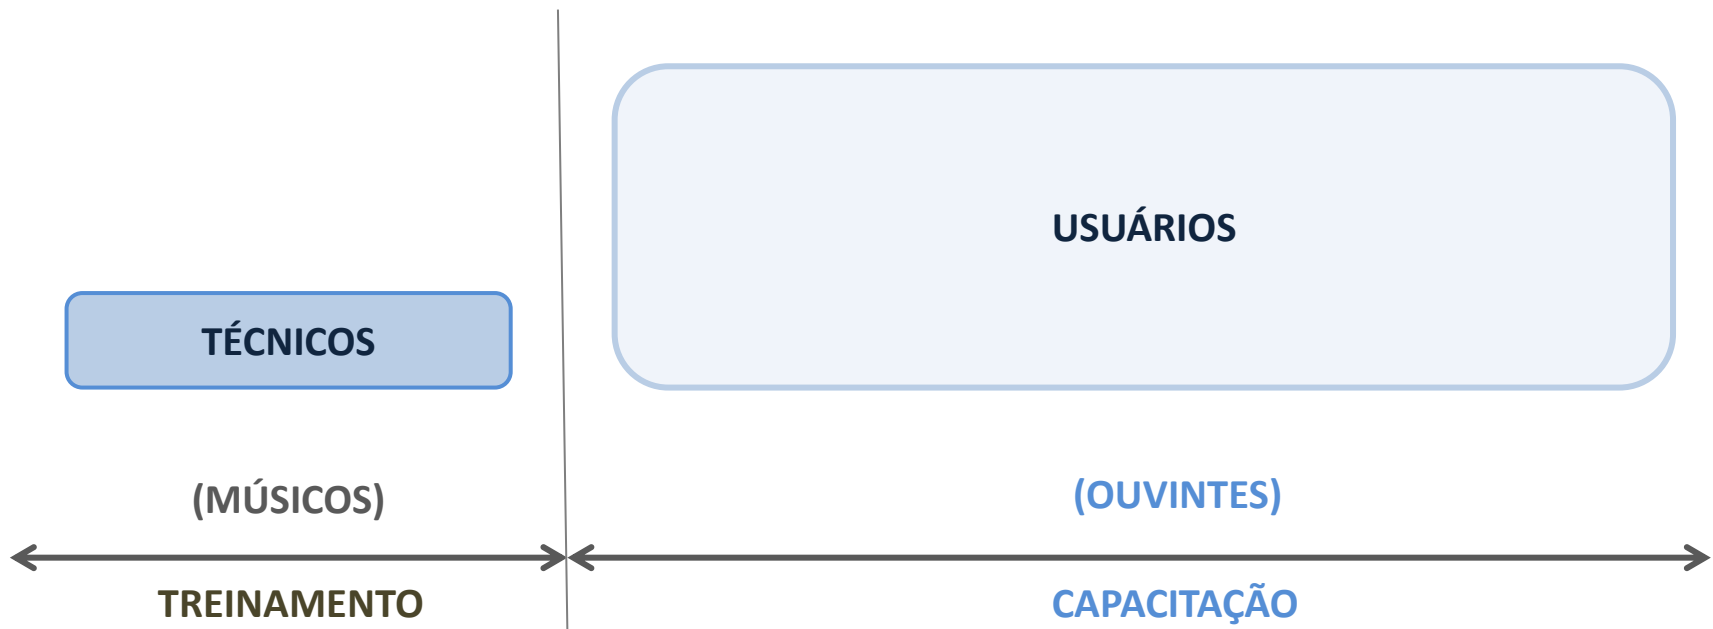 USUÁRIOS
TÉCNICOS
(MÚSICOS)
(OUVINTES)
TREINAMENTO
CAPACITAÇÃO